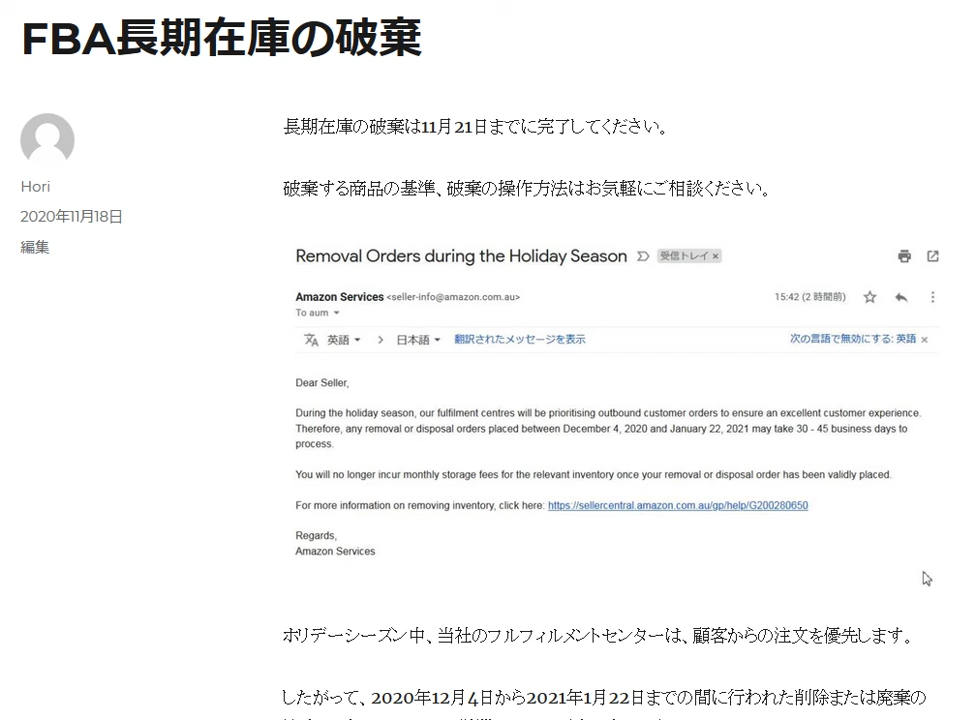 FBA長期在庫の破棄
Hori
2020年11月18日
編集
長期在庫の破棄は11月21日までに完了してください。
破棄する商品の基準、破棄の操作方法はお気軽にご相談ください。
Removal Orders during the Holiday Season 受信トレイ ×
Amazon Services <seller-info@amazon.com.au> 15:42 (2 時間前)
To aum
英語 > 日本語 翻訳されたメッセージを表示 次の言語で無効にする: 英語 ×
Dear Seller,
During the holiday season, our fulfilment centres will be prioritising outbound customer orders to ensure an excellent customer experience.
Therefore, any removal or disposal orders placed between December 4, 2020 and January 22, 2021 may take 30 - 45 business days to
process.
You will no longer incur monthly storage fees for the relevant inventory once your removal or disposal order has been validly placed.
For more information on removing inventory, click here: https://sellercentral.amazon.com.au/gp/help/G200280650
Regards,
Amazon Services
ホリデーシーズン中、当社のフルフィルメントセンターは、顧客からの注文を優先します。
したがって、2020年12月4日から2021年1月22日までの間に行われた削除または廃棄の